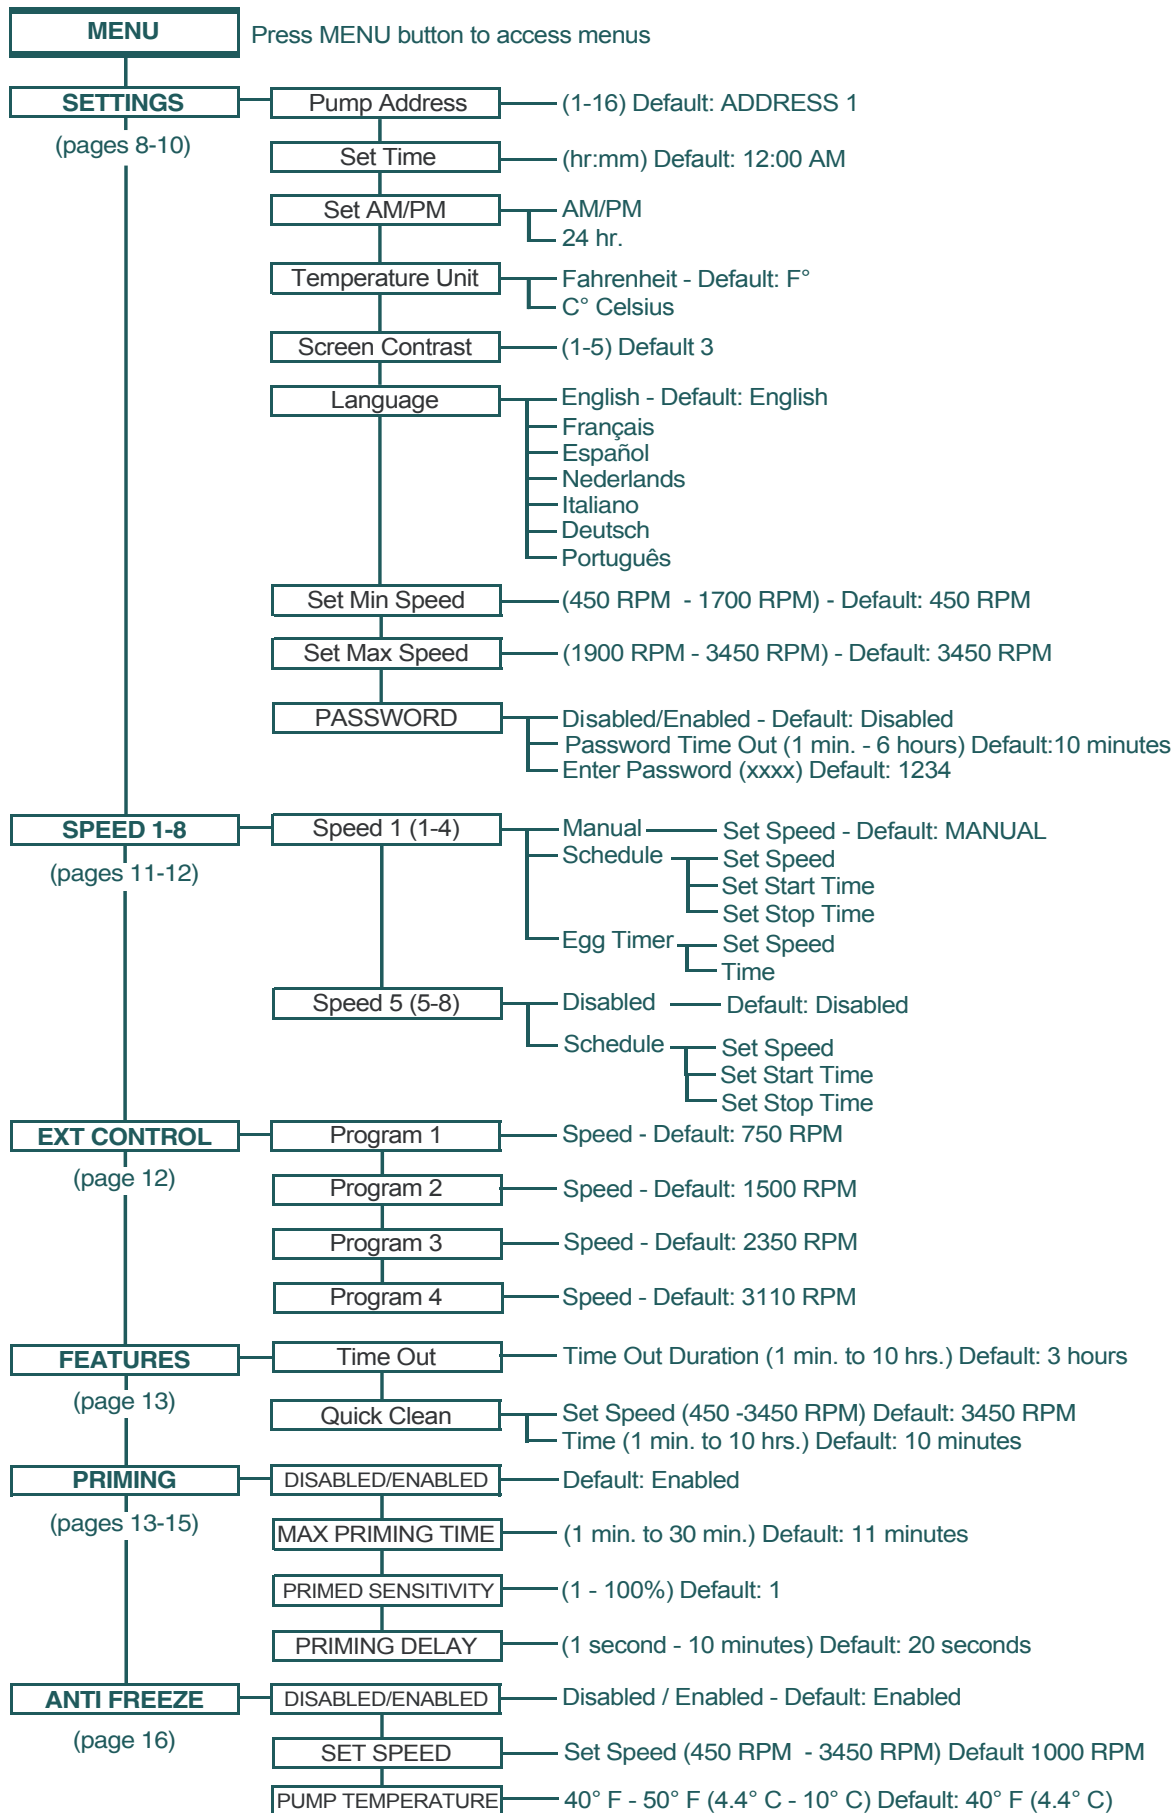 MENU
Press MENU button to access menus
SETTINGS
(pages 8-10)
Pump Address
(1-16) Default: ADDRESS 1
Set Time
(hr:mm) Default: 12:00 AM
Set AM/PM
AM/PM
24 hr.
Temperature Unit
Fahrenheit - Default: F°
C° Celsius
Screen Contrast
(1-5) Default 3
Language
English - Default: English
Français
Español
Nederlands
Italiano
Deutsch
Português
Set Min Speed
(450 RPM - 1700 RPM) - Default: 450 RPM
Set Max Speed
(1900 RPM - 3450 RPM) - Default: 3450 RPM
PASSWORD
Disabled/Enabled - Default: Disabled
Password Time Out (1 min. - 6 hours) Default:10 minutes
Enter Password (xxxx) Default: 1234
SPEED 1-8
(pages 11-12)
Speed 1 (1-4)
Manual
Set Speed - Default: MANUAL
Schedule
Set Speed
Set Start Time
Set Stop Time
Egg Timer
Set Speed
Time
Speed 5 (5-8)
Disabled
Default: Disabled
Schedule
Set Speed
Set Start Time
Set Stop Time
EXT CONTROL
(page 12)
Program 1
Speed - Default: 750 RPM
Program 2
Speed - Default: 1500 RPM
Program 3
Speed - Default: 2350 RPM
Program 4
Speed - Default: 3110 RPM
FEATURES
(page 13)
Time Out
Time Out Duration (1 min. to 10 hrs.) Default: 3 hours
Quick Clean
Set Speed (450 -3450 RPM) Default: 3450 RPM
Time (1 min. to 10 hrs.) Default: 10 minutes
PRIMING
(pages 13-15)
DISABLED/ENABLED
Default: Enabled
MAX PRIMING TIME
(1 min. to 30 min.) Default: 11 minutes
PRIMED SENSITIVITY
(1 - 100%) Default: 1
PRIMING DELAY
(1 second - 10 minutes) Default: 20 seconds
ANTI FREEZE
(page 16)
DISABLED/ENABLED
Disabled / Enabled - Default: Enabled
SET SPEED
Set Speed (450 RPM - 3450 RPM) Default 1000 RPM
PUMP TEMPERATURE
40° F - 50° F (4.4° C - 10° C) Default: 40° F (4.4° C)